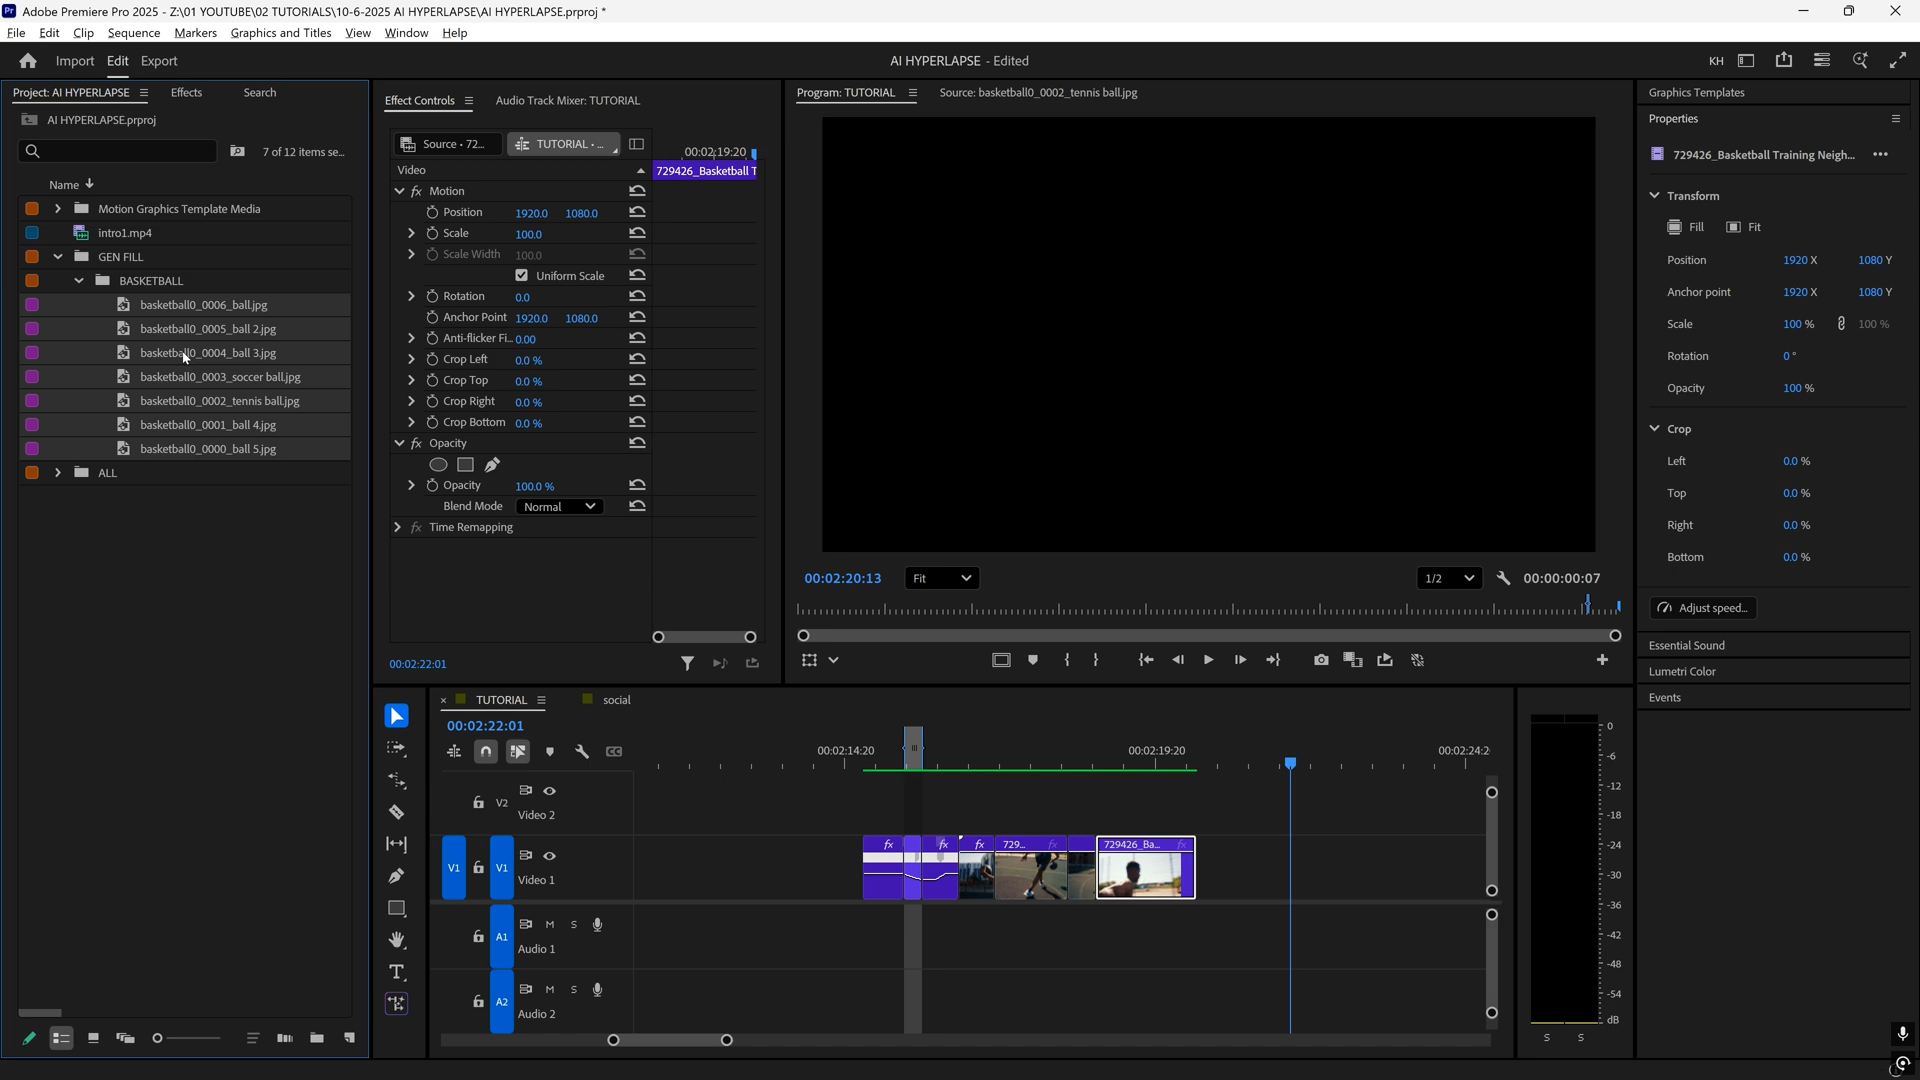 Adobe Premiere Pro 2025 - Z:\01 YOUTUBE\02 TUTORIALS\10-6-2025 AI HYPERLAPSE\AI HYPERLAPSE.prproj *
File Edit Clip Sequence Markers Graphics and Titles View Window Help
Import Edit Export
AI HYPERLAPSE - Edited
KH
Project: AI HYPERLAPSE Effects Search
AI HYPERLAPSE.prproj
7 of 12 items se...
Name
Motion Graphics Template Media
intro1.mp4
GEN FILL
BASKETBALL
basketball0_0006_ball.jpg
basketball0_0005_ball 2.jpg
basketball0_0004_ball 3.jpg
basketball0_0003_soccer ball.jpg
basketball0_0002_tennis ball.jpg
basketball0_0001_ball 4.jpg
basketball0_0000_ball 5.jpg
ALL
Effect Controls Audio Track Mixer: TUTORIAL
Source • 72... TUTORIAL • ... 00:02:19:20
Video 729426_Basketball T
fx Motion
Position 1920.0 1080.0
Scale 100.0
Scale Width 100.0
Uniform Scale
Rotation 0.0
Anchor Point 1920.0 1080.0
Anti-flicker Fi... 0.00
Crop Left 0.0 %
Crop Top 0.0 %
Crop Right 0.0 %
Crop Bottom 0.0 %
fx Opacity
Opacity 100.0 %
Blend Mode Normal
fx Time Remapping
00:02:22:01
Program: TUTORIAL Source: basketball0_0002_tennis ball.jpg
00:02:20:13 Fit 1/2 00:00:00:07
Graphics Templates
Properties
729426_Basketball Training Neigh... •••
Transform
Fill Fit
Position 1920 X 1080 Y
Anchor point 1920 X 1080 Y
Scale 100 % 100 %
Rotation 0 °
Opacity 100 %
Crop
Left 0.0 %
Top 0.0 %
Right 0.0 %
Bottom 0.0 %
Adjust speed...
Essential Sound
Lumetri Color
Events
× TUTORIAL social
00:02:22:01
00:02:14:20 00:02:19:20 00:02:24:2
V2 Video 2
V1 V1 Video 1
fx fx fx 729... fx 729426_Ba... fx
A1 M S Audio 1
A2 M S Audio 2
0
-6
-12
-18
-24
-30
-36
-42
-48
-54
dB
S S